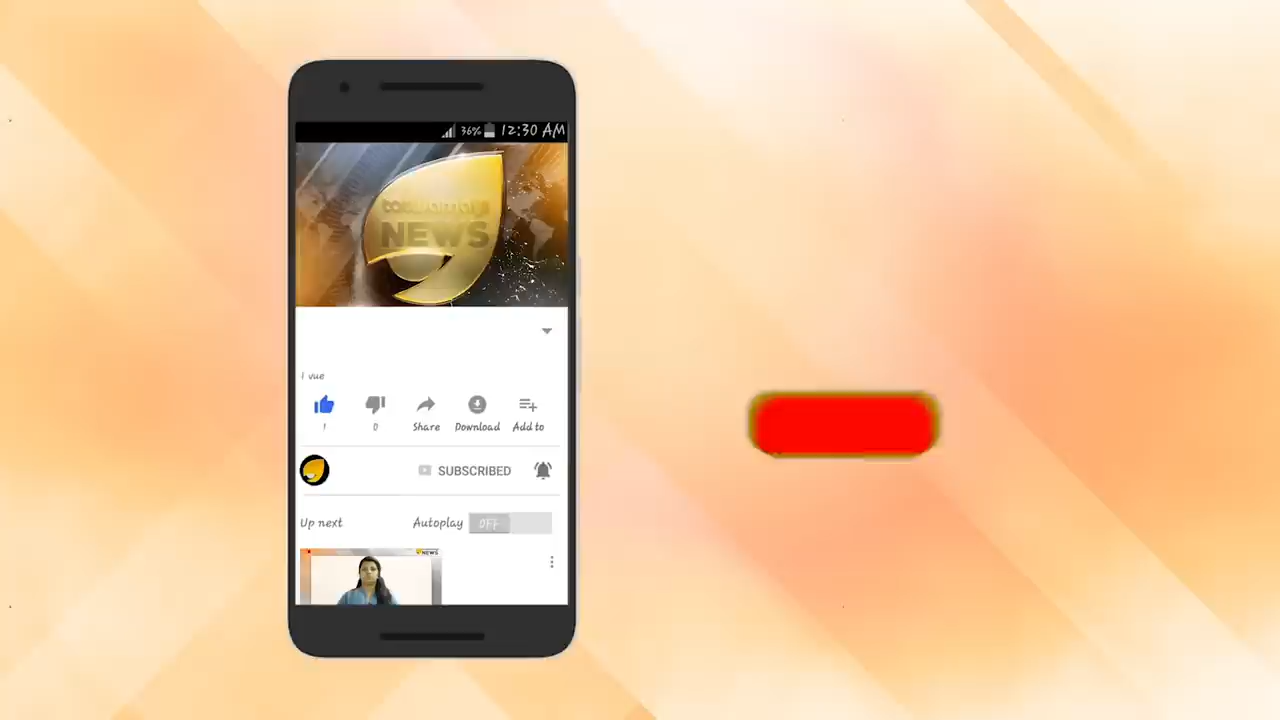 36% 12:30 AM
NEWS
1 vue
1 0 Share Download Add to
SUBSCRIBED
Up next Autoplay OFF
NEWS